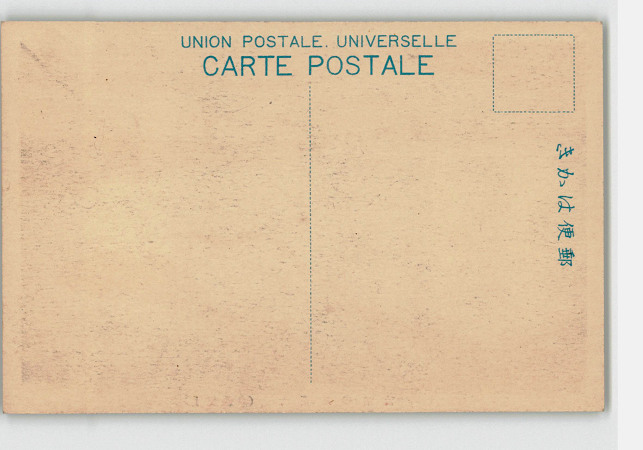 UNION POSTALE. UNIVERSELLE
CARTE POSTALE
郵便はかき